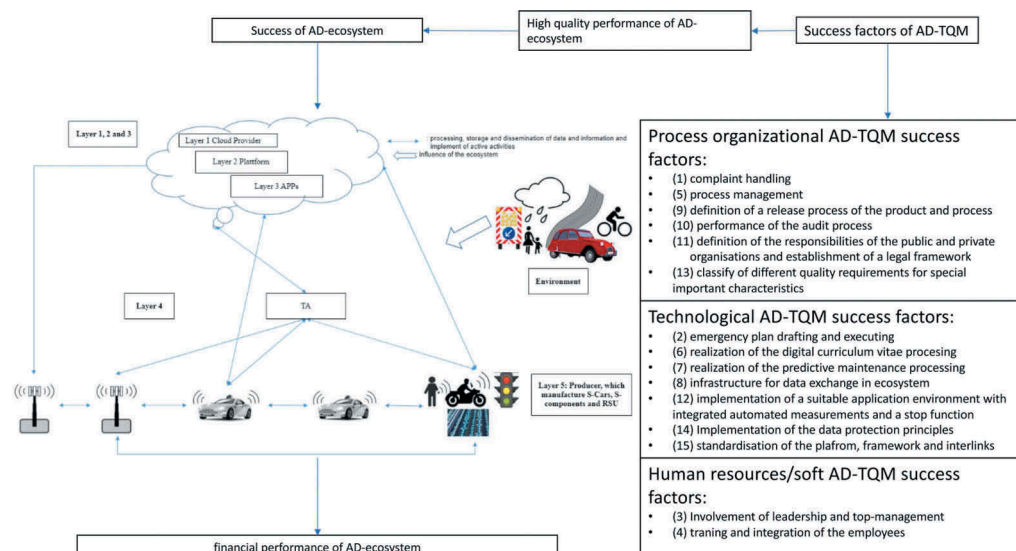 Success of AD-ecosystem
High quality performance of AD-
ecosystem
Success factors of AD-TQM
Layer 1, 2 and 3
Layer 1 Cloud Provider
Layer 2 Plattform
Layer 3 APPs
: processing, storage and dissemination of data and information and
implement of active activities
influence of the ecosystem
Environment
Layer 4
TA
Layer 5: Producer, which
manufacture S-Cars, S-
components and RSU
financial performance of AD-ecosystem
Process organizational AD-TQM success
factors:
• (1) complaint handling
• (5) process management
• (9) definition of a release process of the product and process
• (10) performance of the audit process
• (11) definition of the responsibilities of the public and private
organisations and establishment of a legal framework
• (13) classify of different quality requirements for special
important characteristics
Technological AD-TQM success factors:
• (2) emergency plan drafting and executing
• (6) realization of the digital curriculum vitae procesing
• (7) realization of the predictive maintenance processing
• (8) infrastructure for data exchange in ecosystem
• (12) implementation of a suitable application environment with
integrated automated measurements and a stop function
• (14) Implementation of the data protection principles
• (15) standardisation of the plafrom, framework and interlinks
Human resources/soft AD-TQM success
factors:
• (3) Involvement of leadership and top-management
• (4) traning and integration of the employees